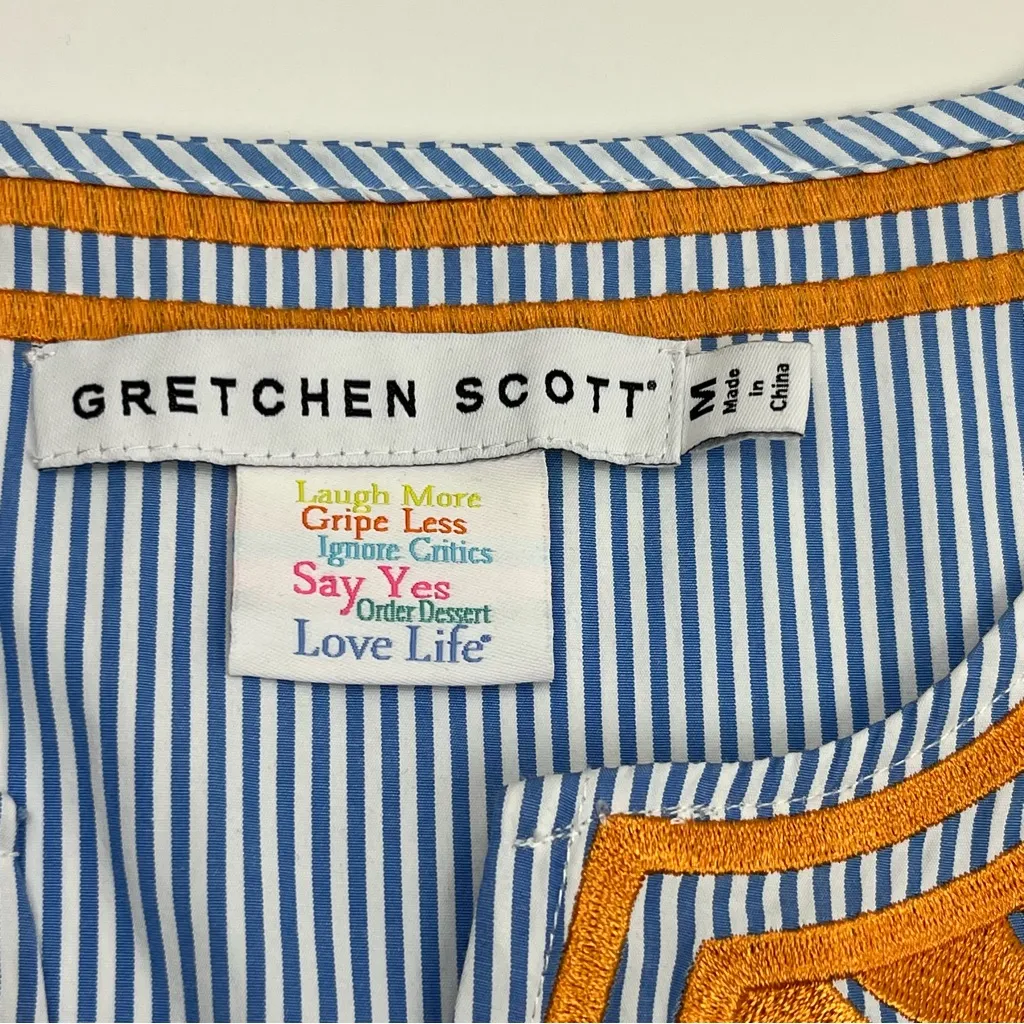 GRETCHEN SCOTT®
M
Made
in
China
Laugh More
Gripe Less
Ignore Critics
Say Yes
Order Dessert
Love Life®